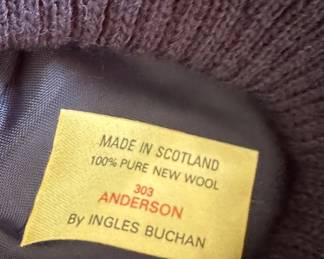 MADE IN SCOTLAND
100% PURE NEW WOOL
303
ANDERSON
By INGLES BUCHAN